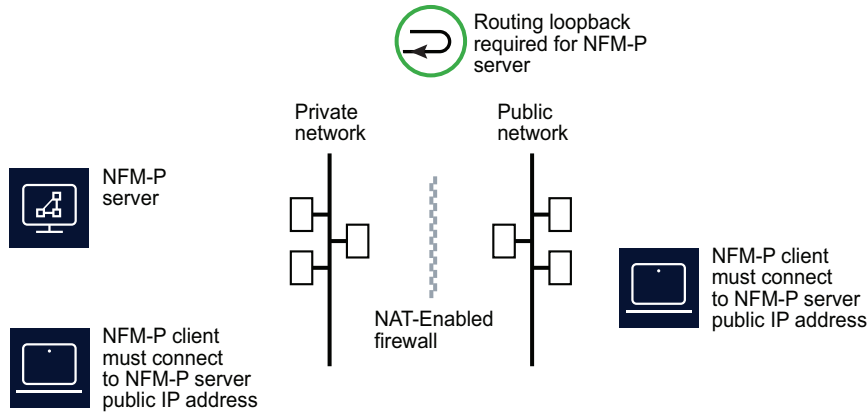 Routing loopback
required for NFM-P
server
Private
network
Public
network
NFM-P
server
NFM-P client
must connect
to NFM-P server
public IP address
NAT-Enabled
firewall
NFM-P client
must connect
to NFM-P server
public IP address